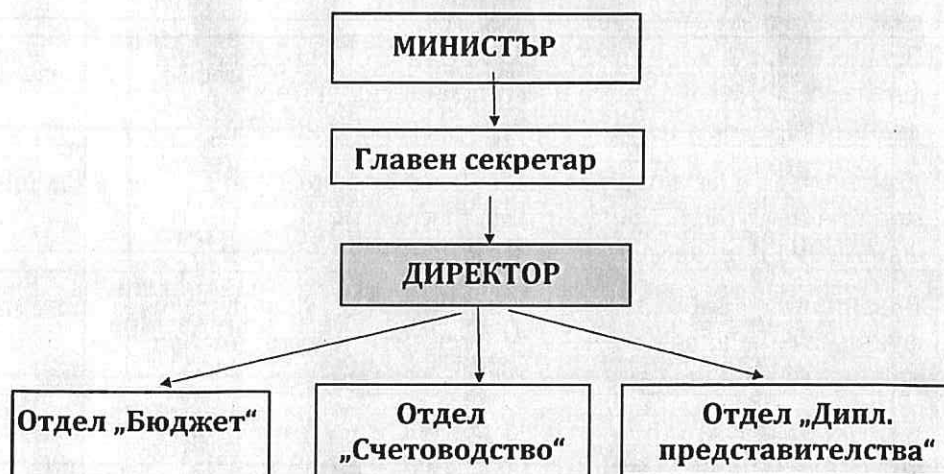 МИНИСТЪР
Главен секретар
ДИРЕКТОР
Отдел „Бюджет“
Отдел
„Счетоводство“
Отдел „Дипл.
представителства“